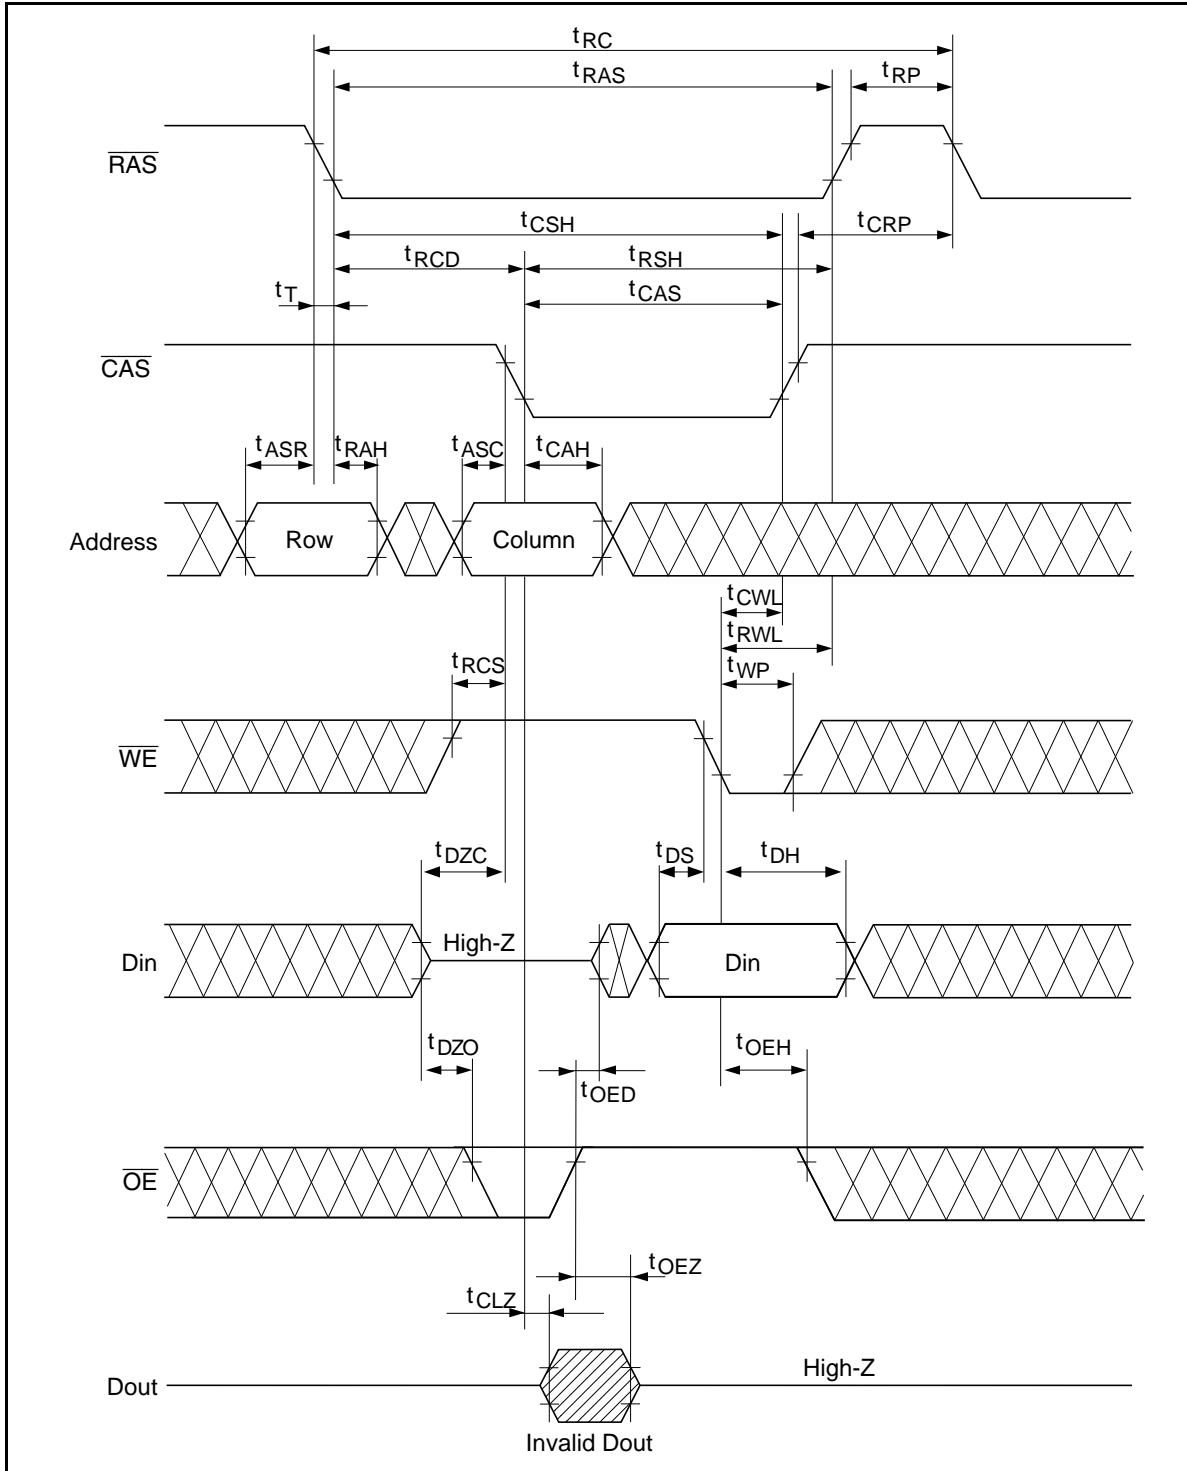 tRC
tRAS
tRP
RAS
tCSH
tCRP
tRCD
tRSH
tT
tCAS
CAS
tASR
tRAH
tASC
tCAH
Address
Row
Column
tCWL
tRWL
tRCS
tWP
WE
tDZC
tDS
tDH
High-Z
Din
Din
tDZO
tOEH
tOED
OE
tOEZ
tCLZ
High-Z
Dout
Invalid Dout